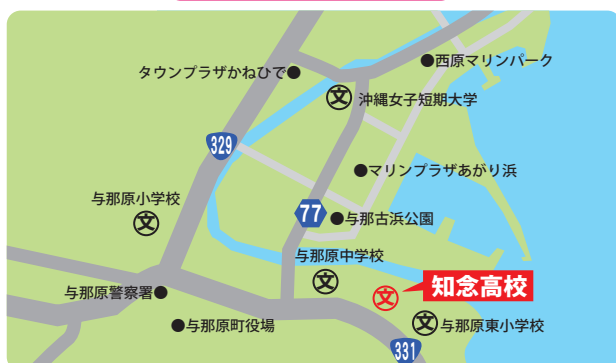 西原マリンパーク
タウンプラザかねひで
文
沖縄女子短期大学
329
マリンプラザあがり浜
与那原小学校
文
77
与那古浜公園
与那原中学校
文
知念高校
文
与那原警察署
与那原町役場
文
与那原東小学校
331